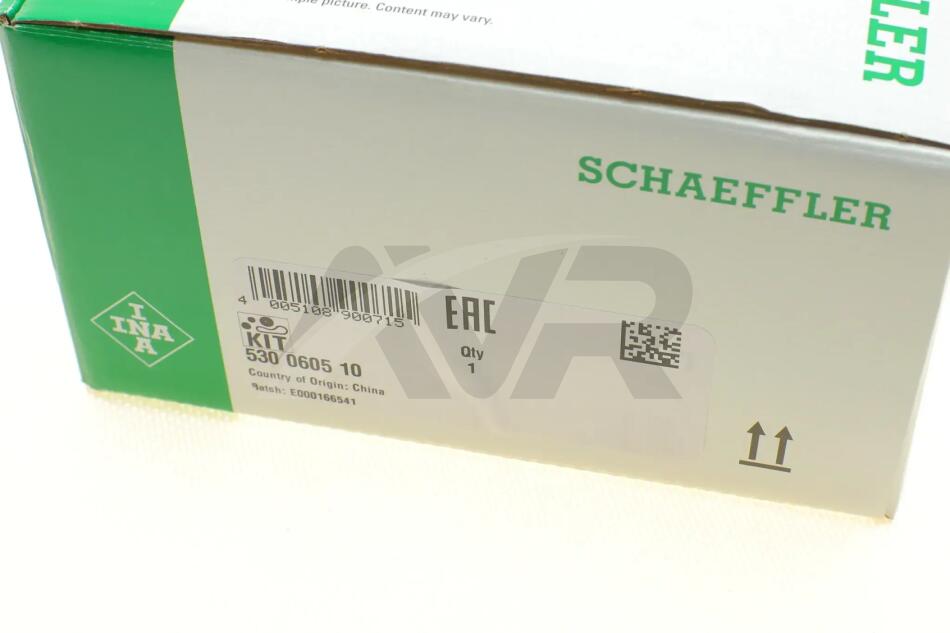 ple picture. Content may vary.
FLER
SCHAEFFLER
I
INA
A
4 005108 900715
EAC
KIT
530 0605 10
Qty
1
Country of Origin: China
Batch: E000166541
AVR